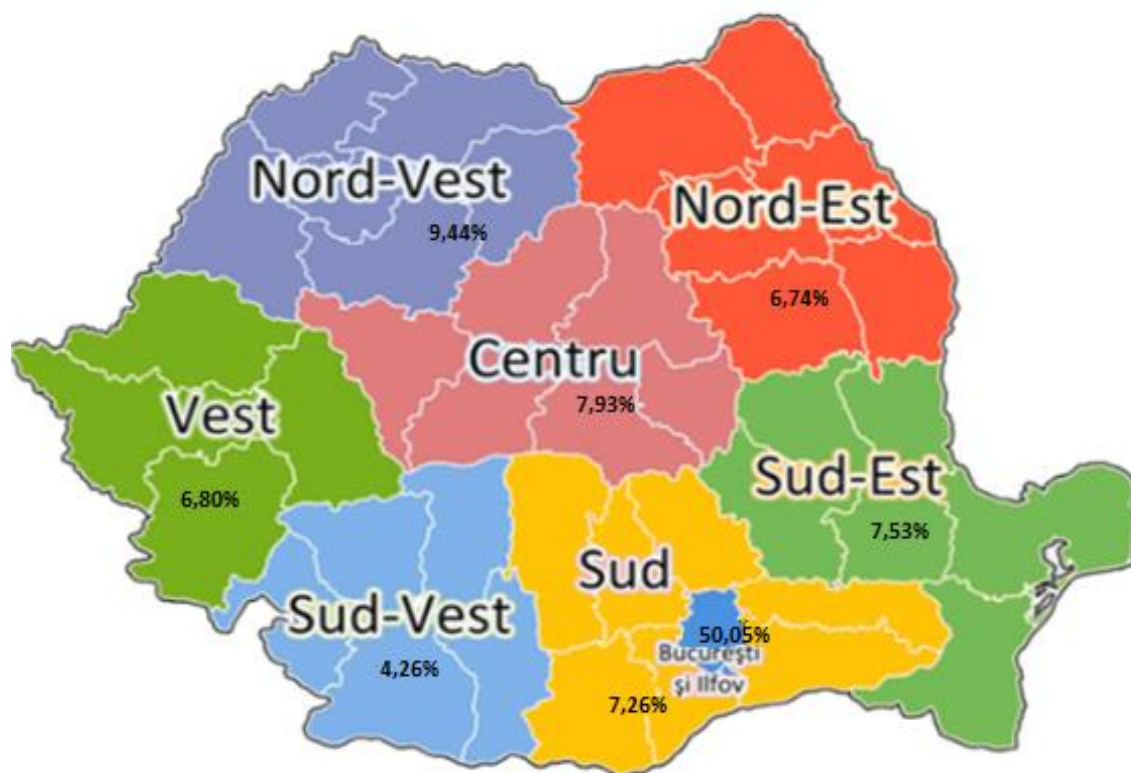 Nord-Vest
9,44%
Nord-Est
6,74%
Centru
7,93%
Vest
6,80%
Sud-Est
7,53%
Sud
7,26%
Sud-Vest
4,26%
50,05%
București
și Ilfov